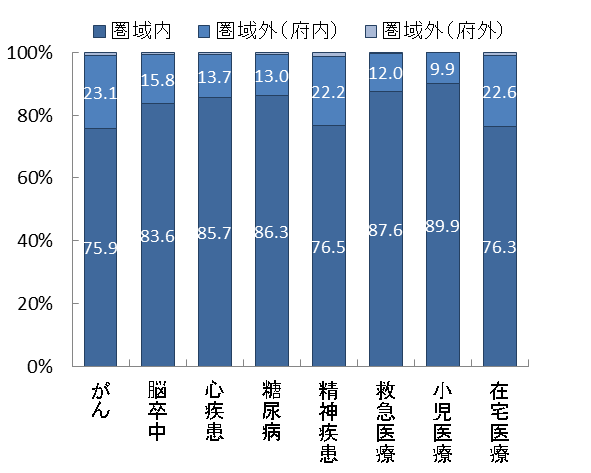 圏域内 圏域外(府内) 圏域外(府外)
100%
80%
60%
40%
20%
0%
23.1 15.8 13.7 13.0 22.2 12.0 9.9 22.6
75.9 83.6 85.7 86.3 76.5 87.6 89.9 76.3
がん
脳卒中
心疾患
糖尿病
精神疾患
救急医療
小児医療
在宅医療